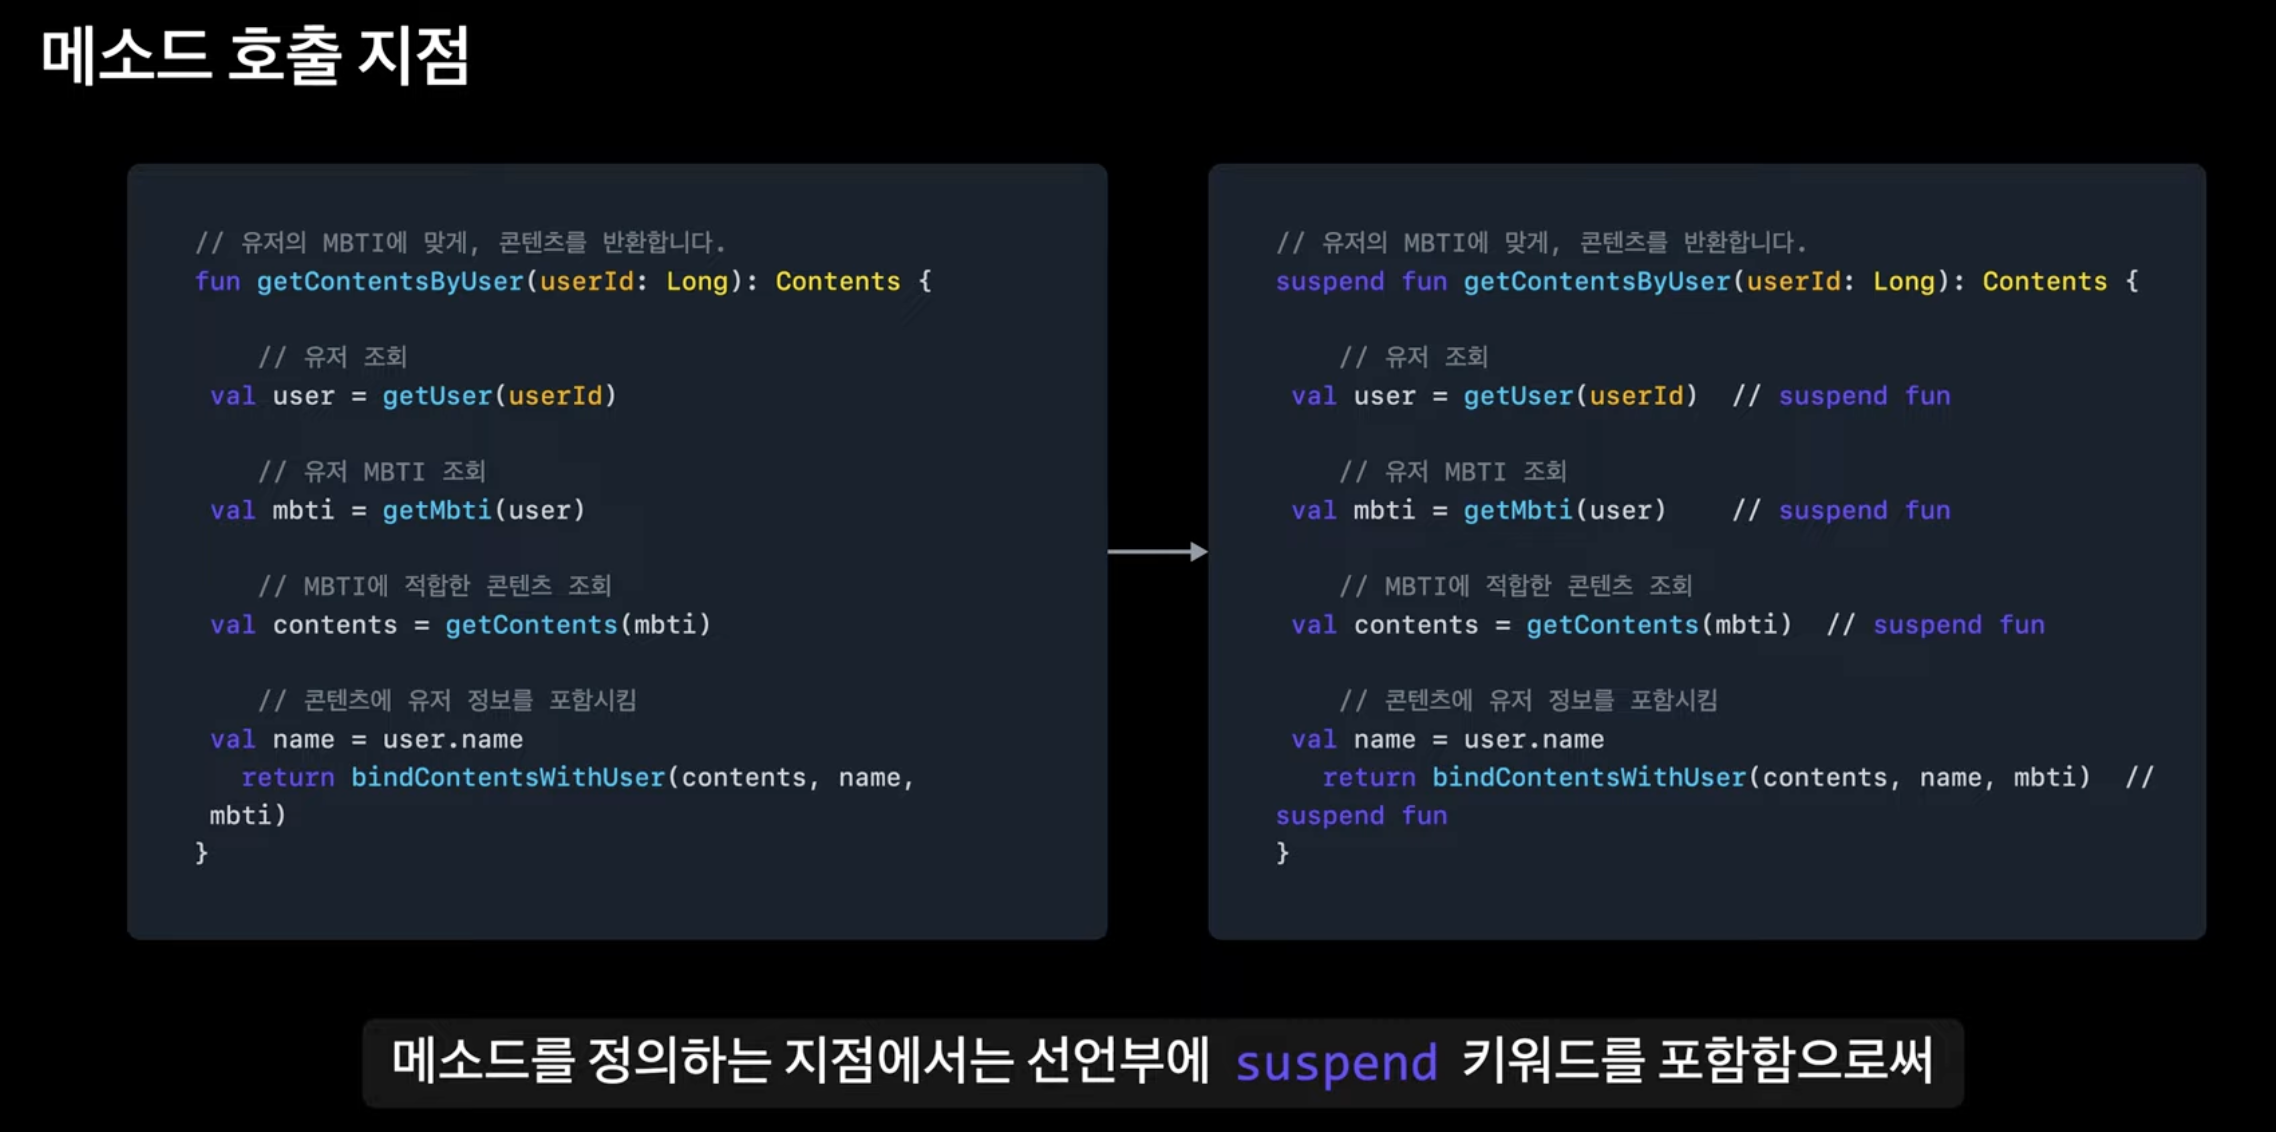 메소드 호출 지점
// 유저의 MBTI에 맞게, 콘텐츠를 반환합니다.
fun getContentsByUser(userId: Long): Contents {
// 유저 조회
val user = getUser(userId)
// 유저 MBTI 조회
val mbti = getMbti(user)
// MBTI에 적합한 콘텐츠 조회
val contents = getContents(mbti)
// 콘텐츠에 유저 정보를 포함시킴
val name = user.name
return bindContentsWithUser(contents, name,
mbti)
}
// 유저의 MBTI에 맞게, 콘텐츠를 반환합니다.
suspend fun getContentsByUser(userId: Long): Contents {
// 유저 조회
val user = getUser(userId)  // suspend fun
// 유저 MBTI 조회
val mbti = getMbti(user)    // suspend fun
// MBTI에 적합한 콘텐츠 조회
val contents = getContents(mbti)  // suspend fun
// 콘텐츠에 유저 정보를 포함시킴
val name = user.name
return bindContentsWithUser(contents, name, mbti)  //
suspend fun
}
메소드를 정의하는 지점에서는 선언부에 suspend 키워드를 포함함으로써